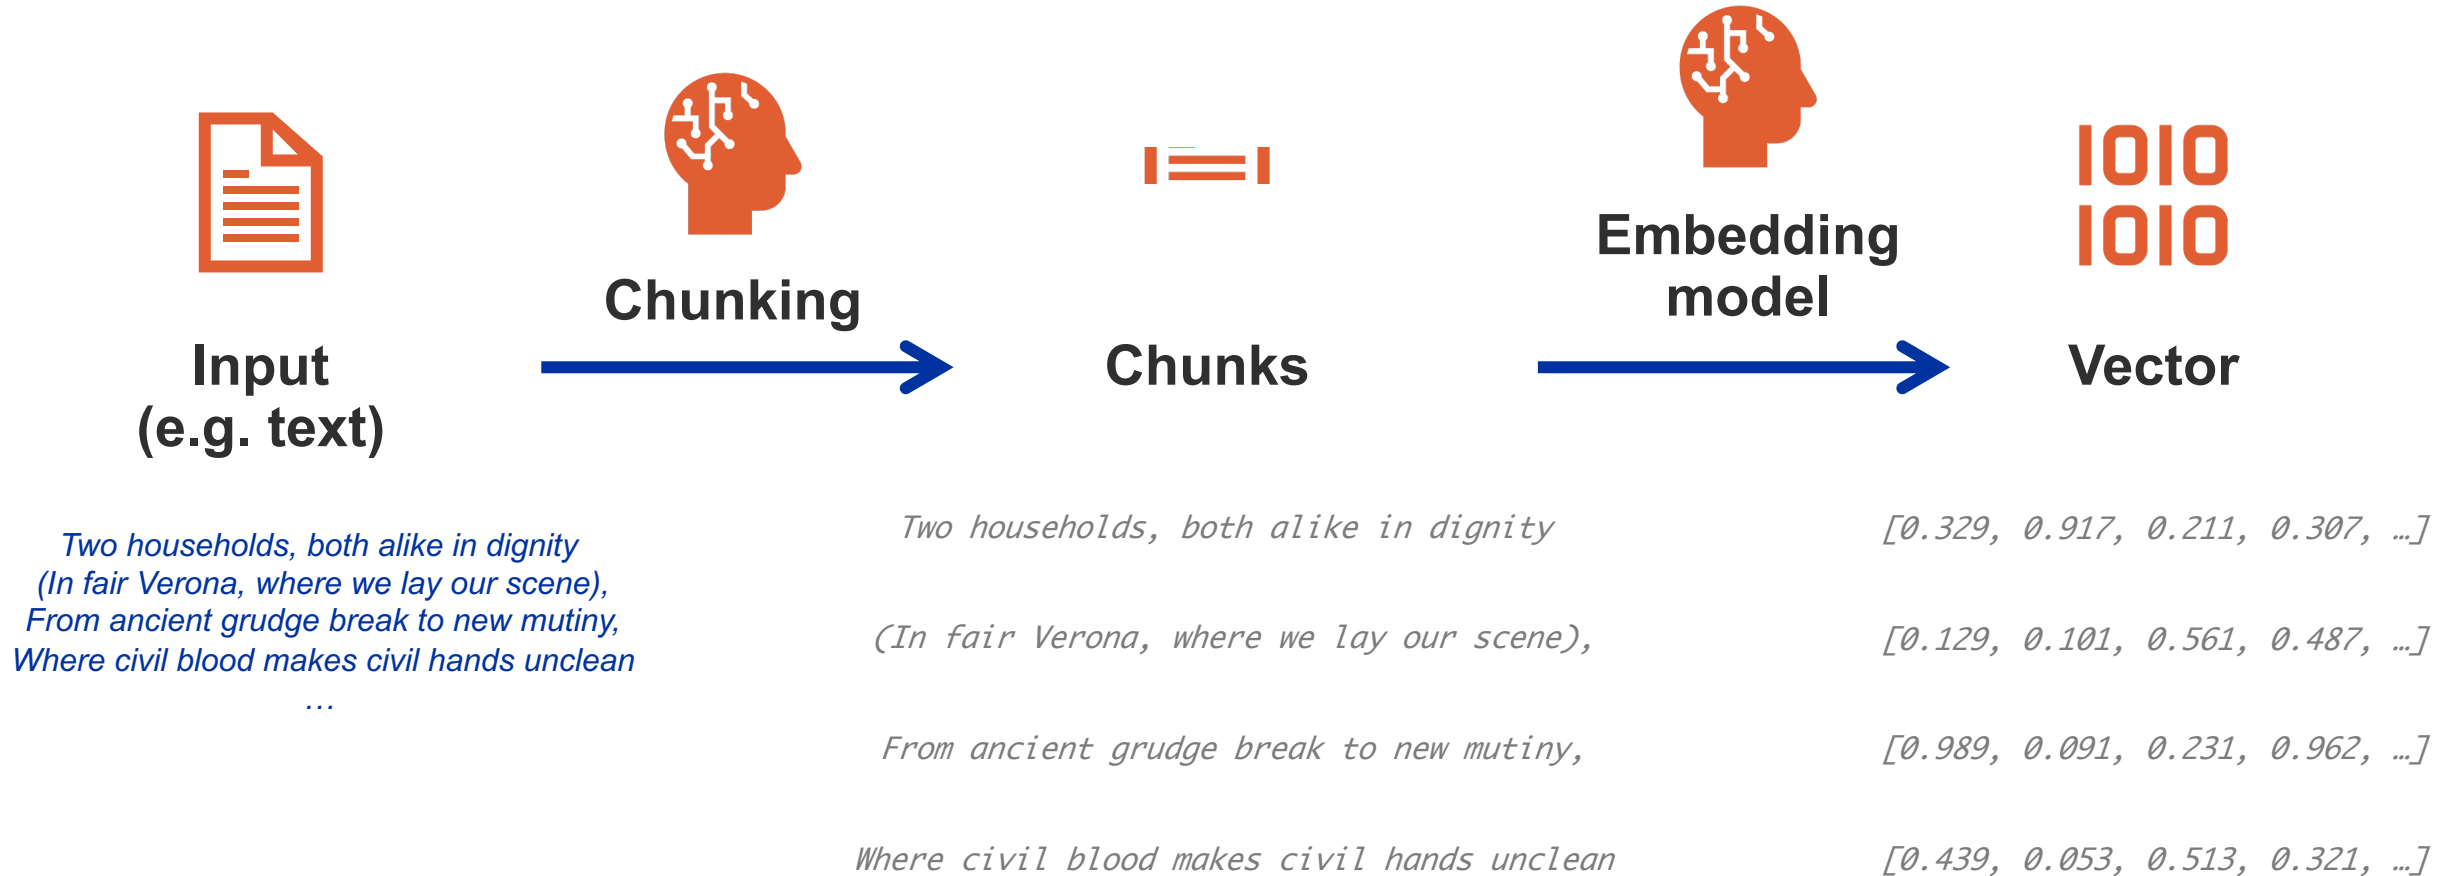 1010
1010
Chunking
Embedding
model
Input
(e.g. text)
Chunks
Vector
Two households, both alike in dignity
(In fair Verona, where we lay our scene),
From ancient grudge break to new mutiny,
Where civil blood makes civil hands unclean
…
Two households, both alike in dignity
[0.329, 0.917, 0.211, 0.307, …]
(In fair Verona, where we lay our scene),
[0.129, 0.101, 0.561, 0.487, …]
From ancient grudge break to new mutiny,
[0.989, 0.091, 0.231, 0.962, …]
Where civil blood makes civil hands unclean
[0.439, 0.053, 0.513, 0.321, …]